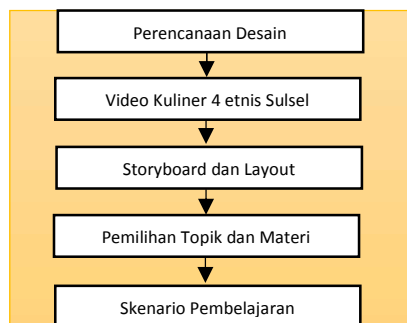 Perencanaan Desain
Video Kuliner 4 etnis Sulsel
Storyboard dan Layout
Pemilihan Topik dan Materi
Skenario Pembelajaran